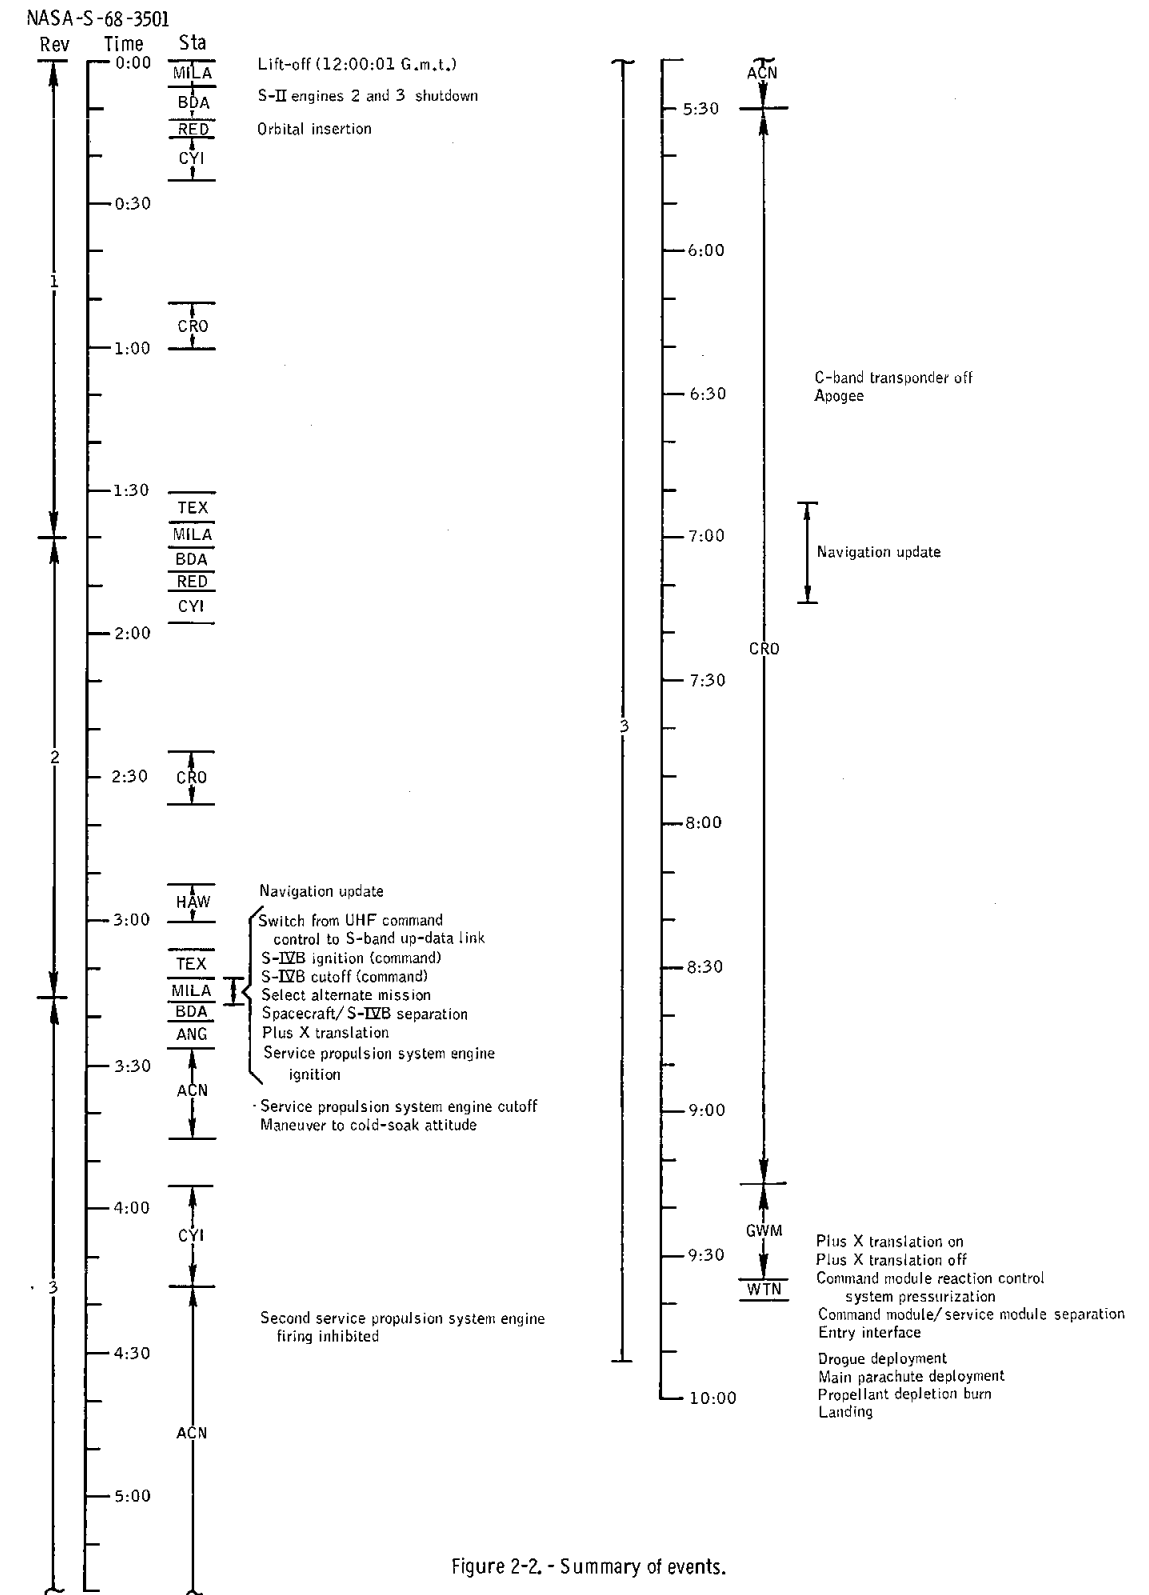 NASA-S-68-3501
Rev Time Sta
0:00 MILA Lift-off (12:00:01 G.m.t.)
BDA S-II engines 2 and 3 shutdown
RED Orbital insertion
CYI
0:30
1
CRO
1:00
1:30
TEX
MILA
BDA
RED
CYI
2:00
2
2:30 CRO
Navigation update
HAW
3:00 Switch from UHF command
control to S-band up-data link
TEX S-IVB ignition (command)
S-IVB cutoff (command)
MILA Select alternate mission
BDA Spacecraft/S-IVB separation
ANG Plus X translation
Service propulsion system engine
3:30 ignition
ACN
Service propulsion system engine cutoff
Maneuver to cold-soak attitude
4:00
CYI
3
Second service propulsion system engine
firing inhibited
4:30
ACN
5:00
ACN
5:30
6:00
C-band transponder off
6:30 Apogee
7:00
Navigation update
CRO
7:30
3
8:00
8:30
9:00
GWM
Plus X translation on
9:30 Plus X translation off
Command module reaction control
WTN system pressurization
Command module/service module separation
Entry interface
Drogue deployment
Main parachute deployment
10:00 Propellant depletion burn
Landing
Figure 2-2. - Summary of events.